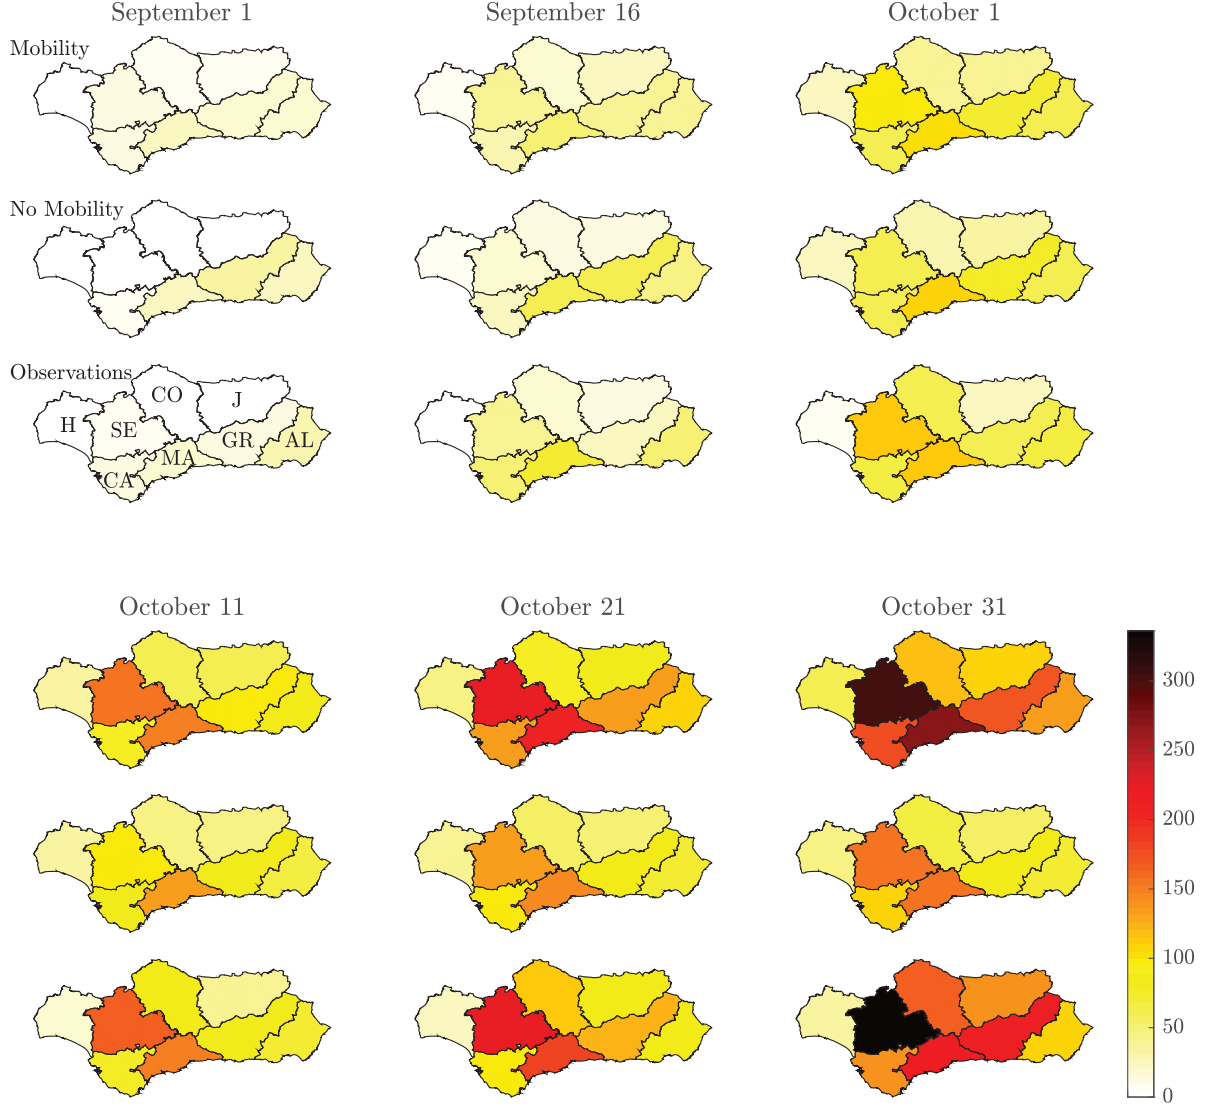 September 1
September 16
October 1
Mobility
No Mobility
Observations
CO
J
H
SE
GR
AL
MA
CA
October 11
October 21
October 31
300
250
200
150
100
50
0